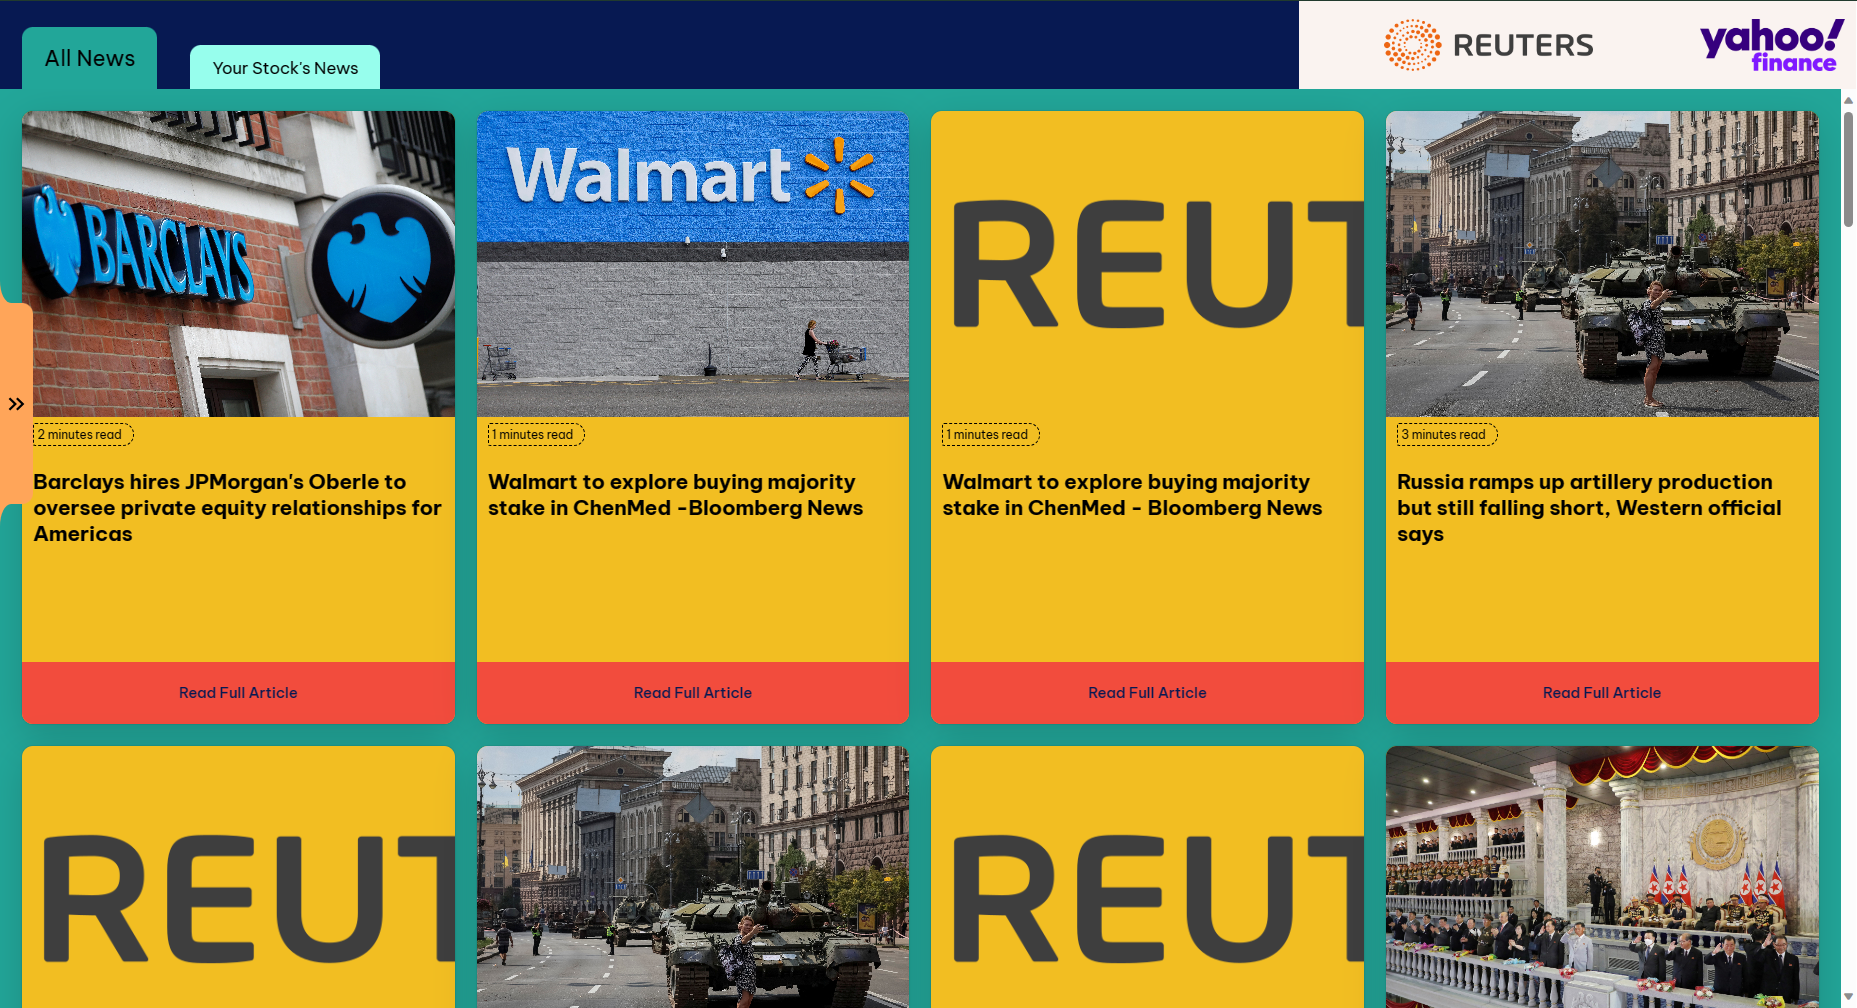 All News
Your Stock's News
REUTERS
yahoo!
finance
BARCLAYS
2 minutes read
Barclays hires JPMorgan's Oberle to
oversee private equity relationships for
Americas
Read Full Article
Walmart
1 minutes read
Walmart to explore buying majority
stake in ChenMed -Bloomberg News
Read Full Article
REUT
1 minutes read
Walmart to explore buying majority
stake in ChenMed - Bloomberg News
Read Full Article
3 minutes read
Russia ramps up artillery production
but still falling short, Western official
says
Read Full Article
REUT
REUT